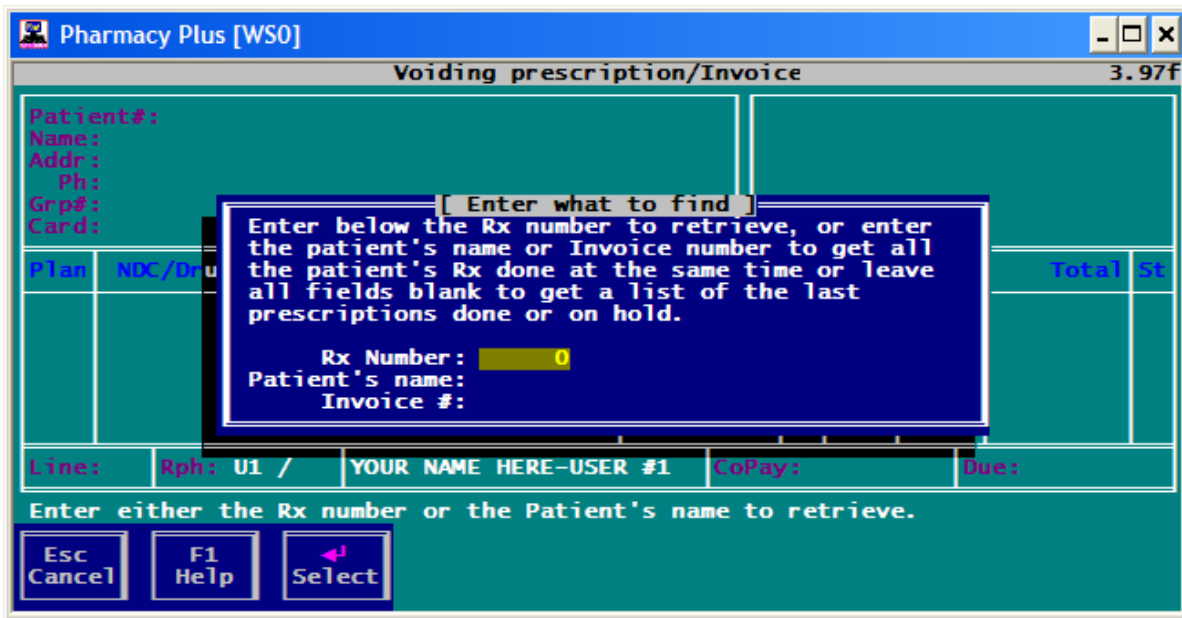 Pharmacy Plus [WS0]
Voiding prescription/Invoice 3.97f
Patient#:
Name:
Addr:
Ph:
Grp#:
Card:
[ Enter what to find ]
Enter below the Rx number to retrieve, or enter
the patient's name or Invoice number to get all
the patient's Rx done at the same time or leave
all fields blank to get a list of the last
prescriptions done or on hold.
Rx Number: 0
Patient's name:
Invoice #:
Plan NDC/Dru Total St
Line: Rph: U1 / YOUR NAME HERE-USER #1 CoPay: Due:
Enter either the Rx number or the Patient's name to retrieve.
Esc F1
Cancel Help Select